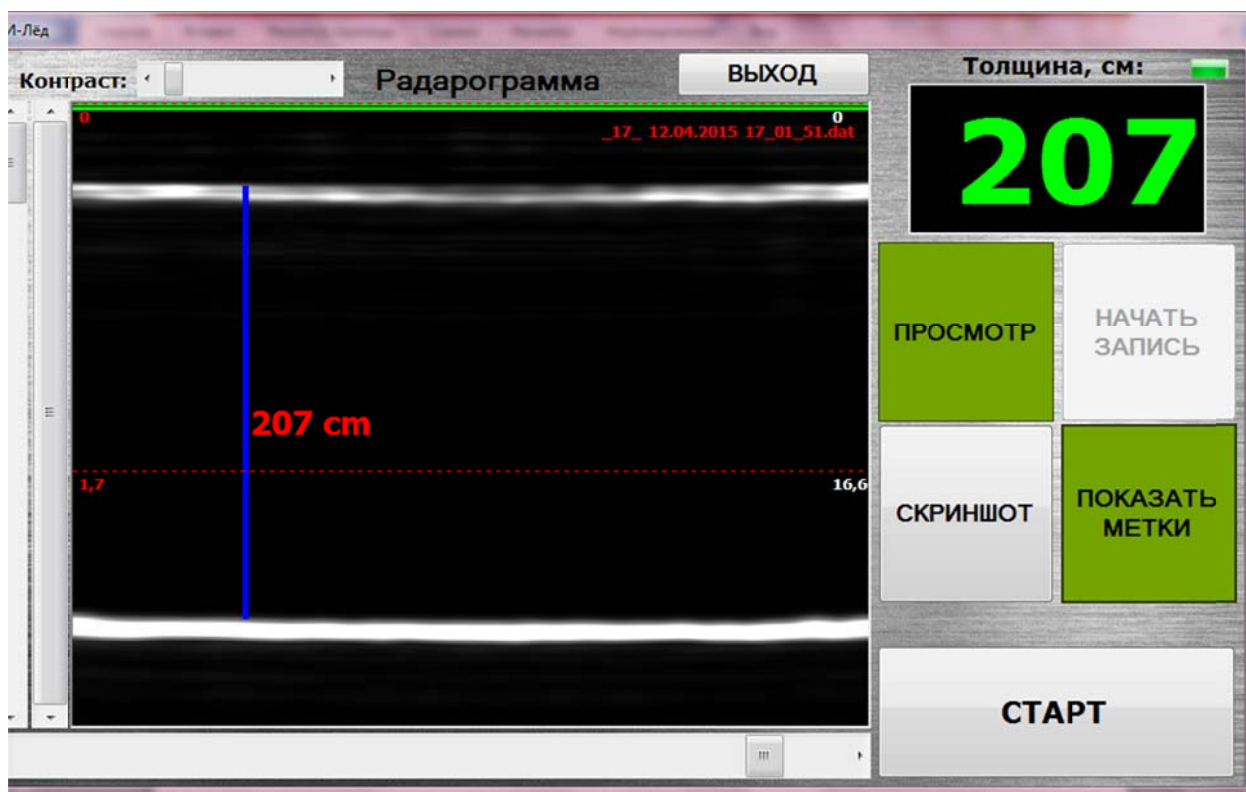 И-Лёд
Контраст:
Радарограмма
ВЫХОД
Толщина, см:
207
0
0
_17_ 12.04.2015 17_01_51.dat
207 cm
1,7
16,6
ПРОСМОТР
НАЧАТЬ
ЗАПИСЬ
СКРИНШОТ
ПОКАЗАТЬ
МЕТКИ
СТАРТ